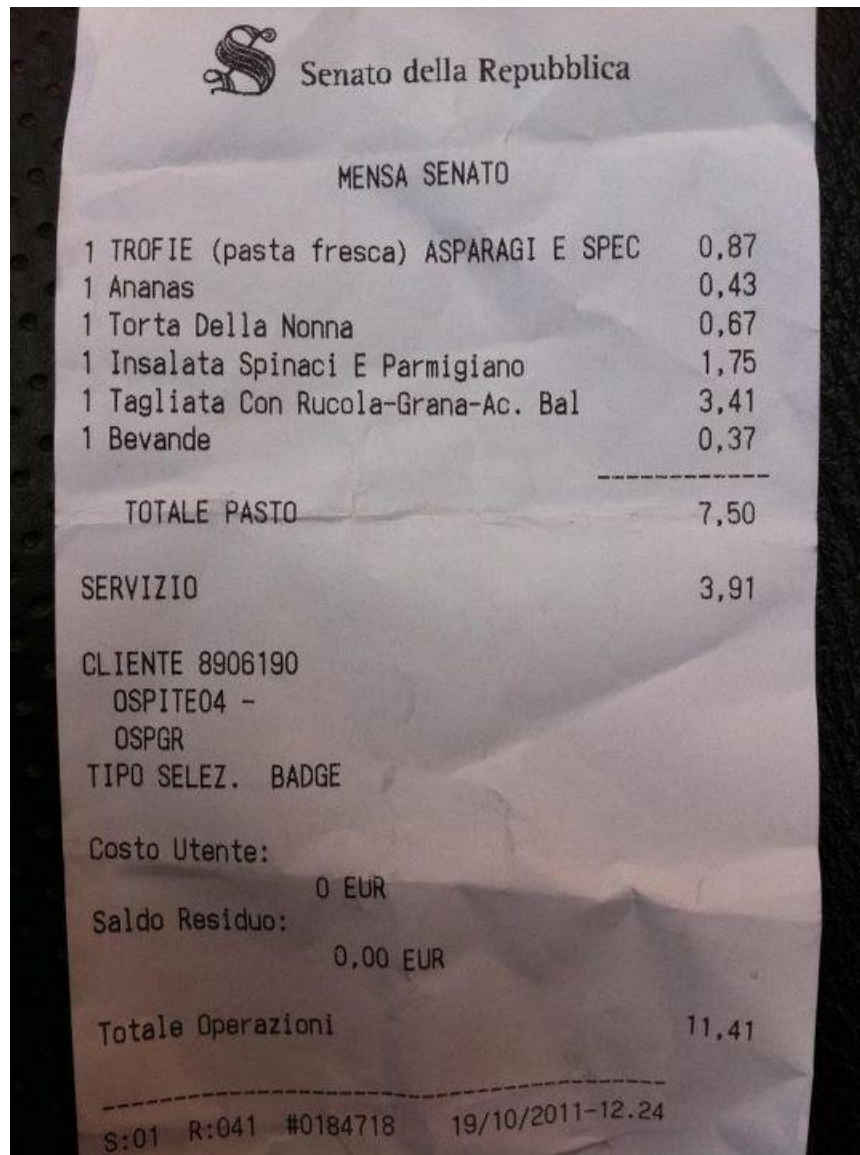 S Senato della Repubblica
MENSA SENATO
1 TROFIE (pasta fresca) ASPARAGI E SPEC 0,87
1 Ananas 0,43
1 Torta Della Nonna 0,67
1 Insalata Spinaci E Parmigiano 1,75
1 Tagliata Con Rucola-Grana-Ac. Bal 3,41
1 Bevande 0,37
-------------
TOTALE PASTO 7,50
SERVIZIO 3,91
CLIENTE 8906190
OSPITE04 -
OSPGR
TIPO SELEZ. BADGE
Costo Utente:
0 EUR
Saldo Residuo:
0,00 EUR
Totale Operazioni 11,41
------------------------------------------
S:01 R:041 #0184718 19/10/2011-12.24